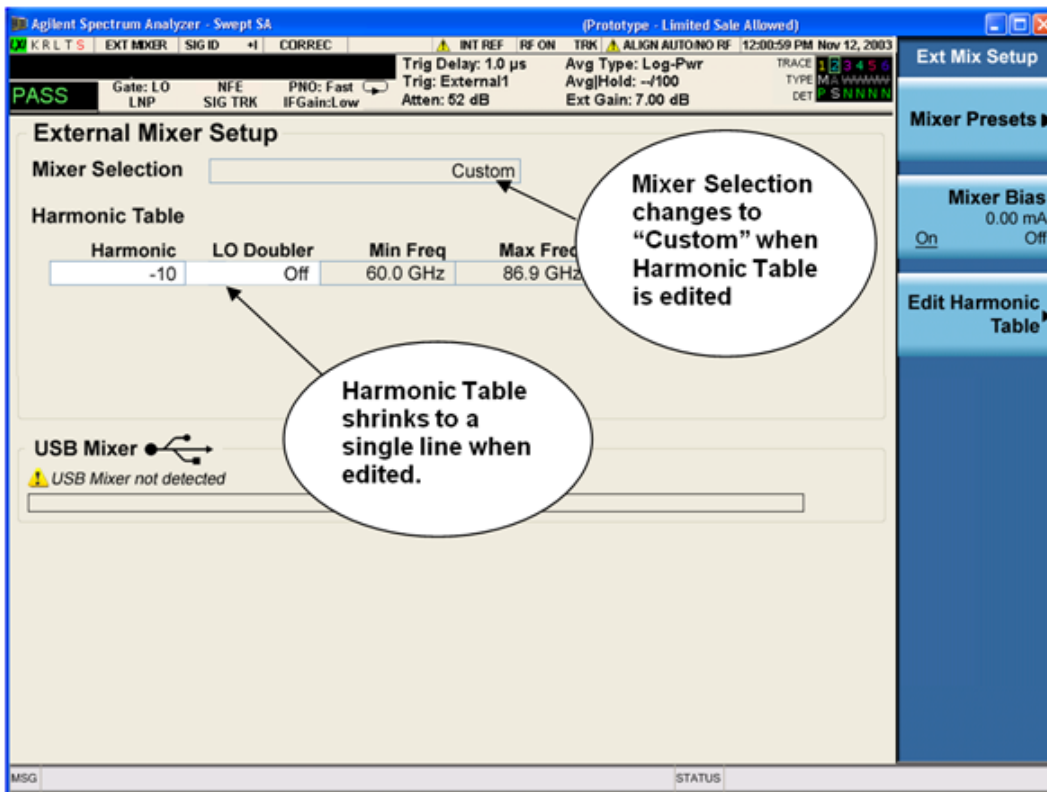 Agilent Spectrum Analyzer - Swept SA (Prototype - Limited Sale Allowed)
LXI K R L T S EXT MIXER SIG ID CORREC INT REF RF ON TRK ALIGN AUTO/NO RF 12:00:59 PM Nov 12, 2003
Trig Delay: 1.0 µs Avg Type: Log-Pwr TRACE 1 2 3 4 5 6
PASS Gate: LO NFE PNO: Fast Trig: External1 Avg|Hold: --/100 TYPE M A W W W W
LNP SIG TRK IFGain:Low Atten: 52 dB Ext Gain: 7.00 dB DET P S N N N N
Ext Mix Setup
Mixer Presets
Mixer Bias
0.00 mA
On Off
Edit Harmonic
Table
External Mixer Setup
Mixer Selection Custom
Harmonic Table
Harmonic LO Doubler Min Freq Max Freq
-10 Off 60.0 GHz 86.9 GHz
Mixer Selection
changes to
“Custom” when
Harmonic Table
is edited
Harmonic Table
shrinks to a
single line when
edited.
USB Mixer
USB Mixer not detected
MSG STATUS